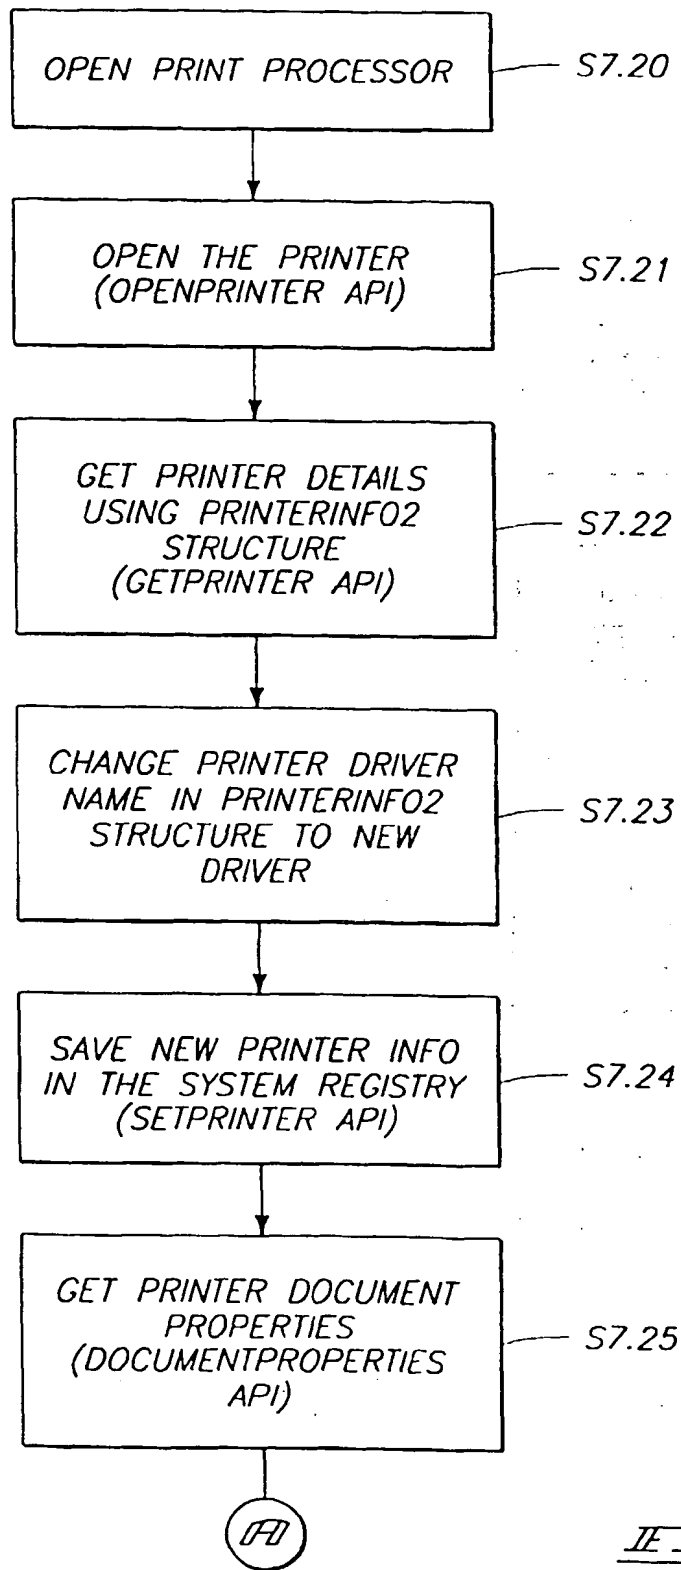 OPEN PRINT PROCESSOR
S7.20
OPEN THE PRINTER
(OPENPRINTER API)
S7.21
GET PRINTER DETAILS
USING PRINTERINFO2
STRUCTURE
(GETPRINTER API)
S7.22
CHANGE PRINTER DRIVER
NAME IN PRINTERINFO2
STRUCTURE TO NEW
DRIVER
S7.23
SAVE NEW PRINTER INFO
IN THE SYSTEM REGISTRY
(SETPRINTER API)
S7.24
GET PRINTER DOCUMENT
PROPERTIES
(DOCUMENTPROPERTIES
API)
S7.25
A